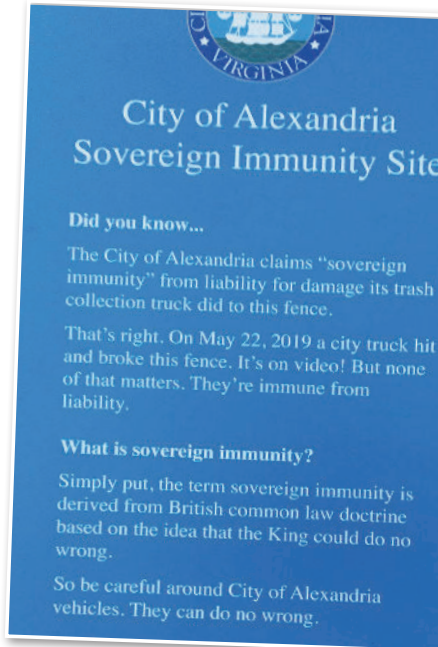 VIRGINIA
City of Alexandria
Sovereign Immunity Site
Did you know...
The City of Alexandria claims “sovereign
immunity” from liability for damage its trash
collection truck did to this fence.
That’s right. On May 22, 2019 a city truck hit
and broke this fence. It’s on video! But none
of that matters. They’re immune from
liability.
What is sovereign immunity?
Simply put, the term sovereign immunity is
derived from British common law doctrine
based on the idea that the King could do no
wrong.
So be careful around City of Alexandria
vehicles. They can do no wrong.